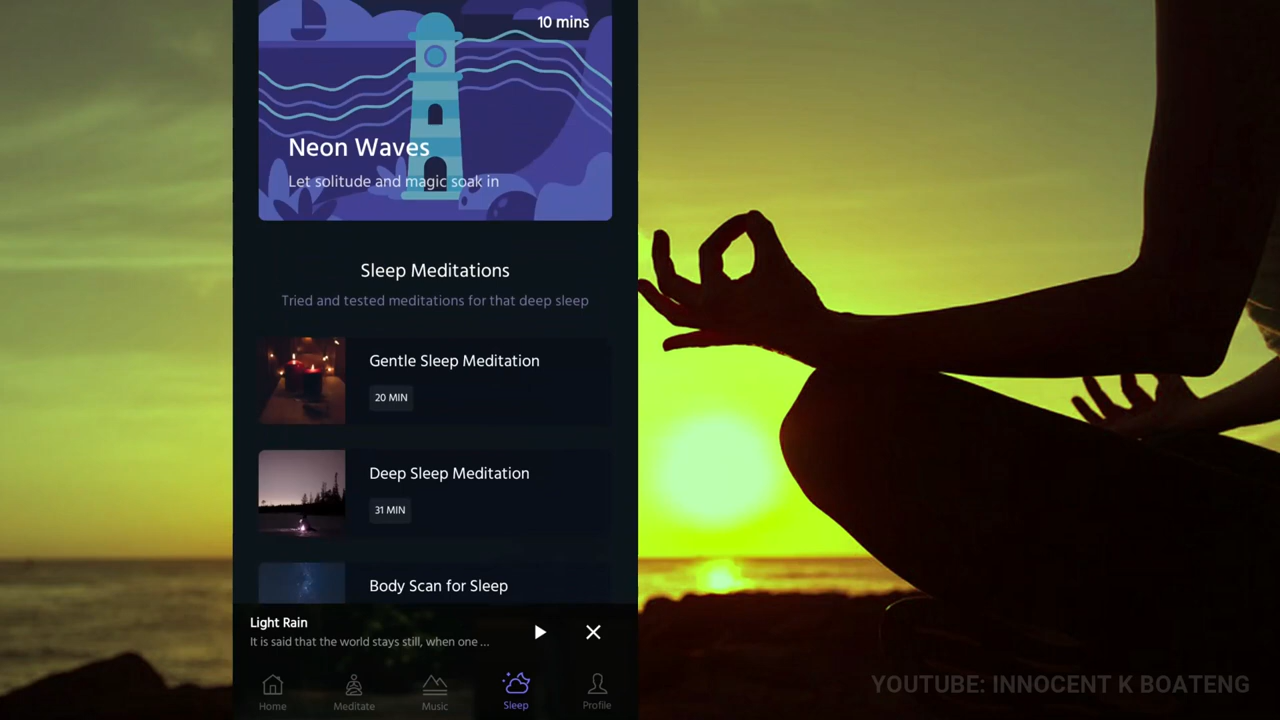 10 mins
Neon Waves
Let solitude and magic soak in
Sleep Meditations
Tried and tested meditations for that deep sleep
Gentle Sleep Meditation
20 MIN
Deep Sleep Meditation
31 MIN
Body Scan for Sleep
Light Rain
It is said that the world stays still, when one ...
Home Meditate Music Sleep Profile
YOUTUBE: INNOCENT K BOATENG